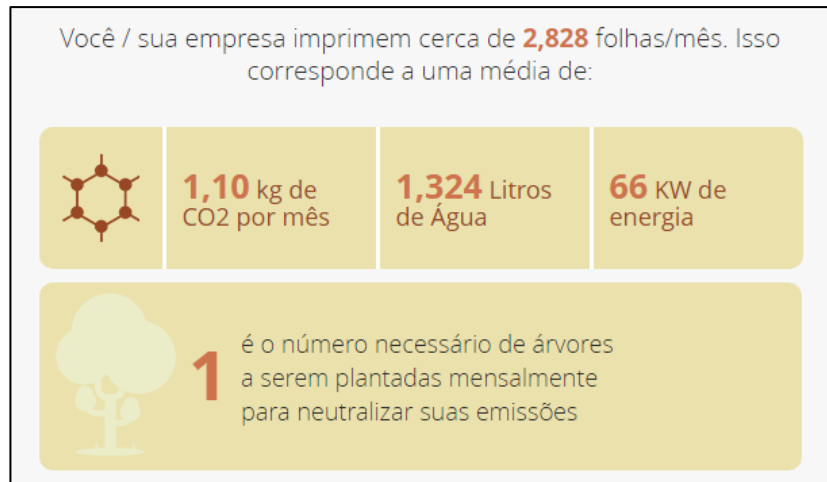 Você / sua empresa imprimem cerca de 2,828 folhas/mês. Isso
corresponde a uma média de:
1,10 kg de
CO2 por mês
1,324 Litros
de Água
66 KW de
energia
1
é o número necessário de árvores
a serem plantadas mensalmente
para neutralizar suas emissões